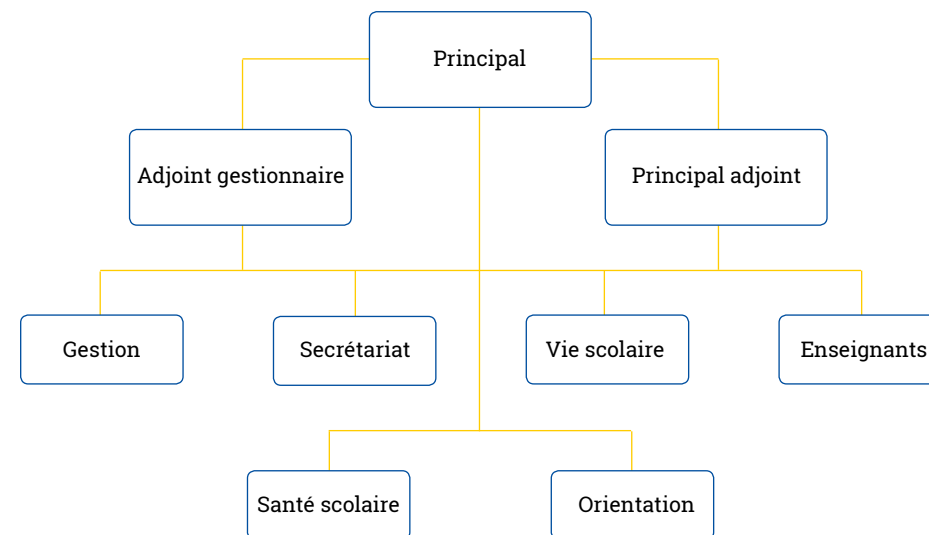 Principal
Adjoint gestionnaire
Principal adjoint
Gestion
Secrétariat
Vie scolaire
Enseignants
Santé scolaire
Orientation